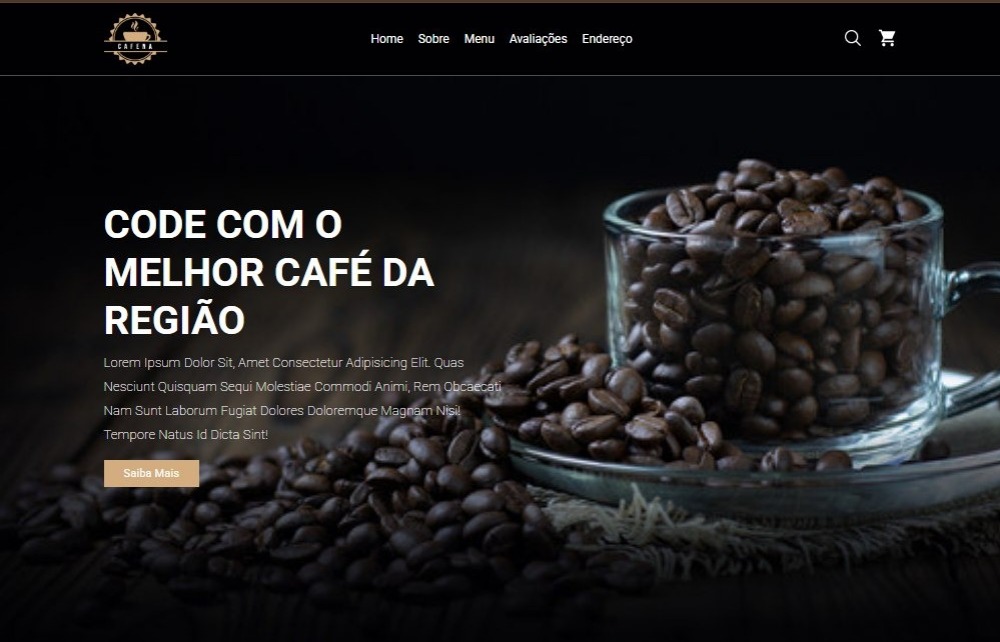 CAFENA
Home Sobre Menu Avaliações Endereço
CODE COM O
MELHOR CAFÉ DA
REGIÃO
Lorem Ipsum Dolor Sit, Amet Consectetur Adipisicing Elit. Quas
Nesciunt Quisquam Sequi Molestiae Commodi Animi, Rem Obcaecati
Nam Sunt Laborum Fugiat Dolores Doloremque Magnam Nisi!
Tempore Natus Id Dicta Sint!
Saiba Mais